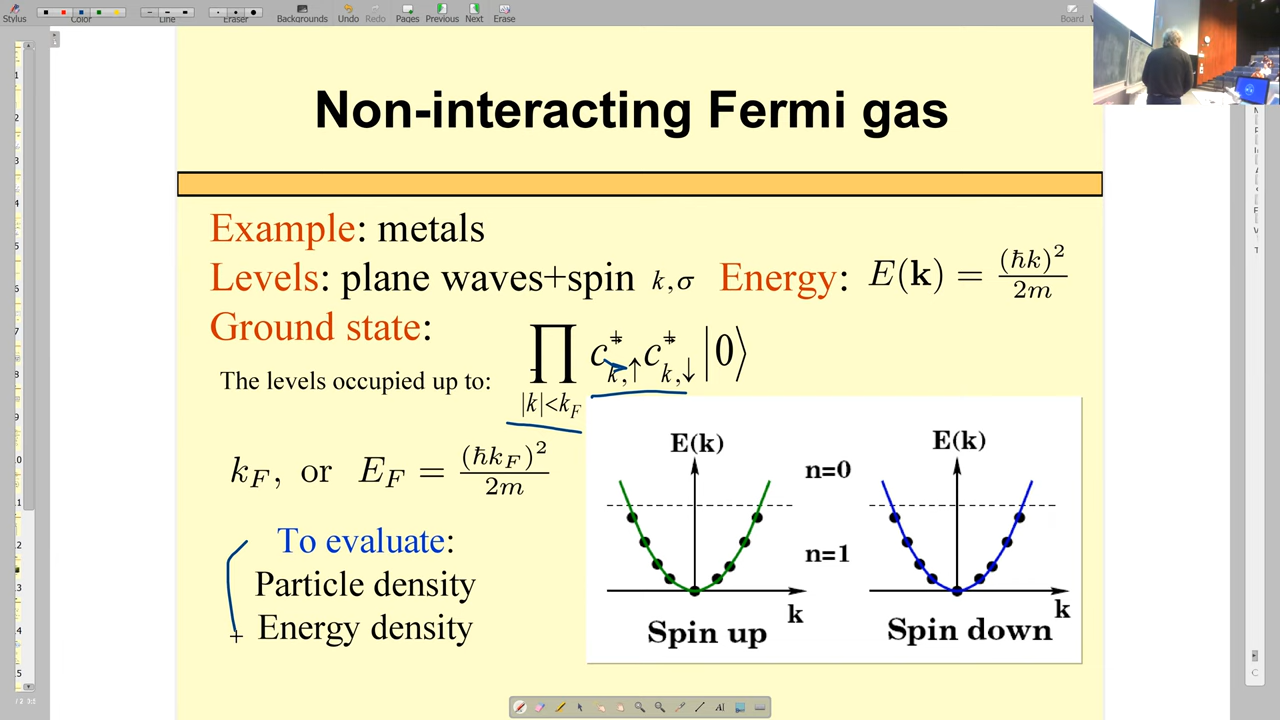 Stylus
Color
Line
Eraser
Backgrounds
Undo
Redo
Pages
Previous
Next
Erase
Board
Non-interacting Fermi gas
Example: metals
Levels: plane waves+spin k,σ Energy: E(𝐤) = (ħk)²/2m
Ground state:
∏ c⁺ c⁺ |0⟩
k,↑ k,↓
The levels occupied up to:
|k|<k_F
k_F, or E_F = (ħk_F)²/2m
To evaluate:
Particle density
Energy density
E(k)
n=0
n=1
k
Spin up
E(k)
k
Spin down